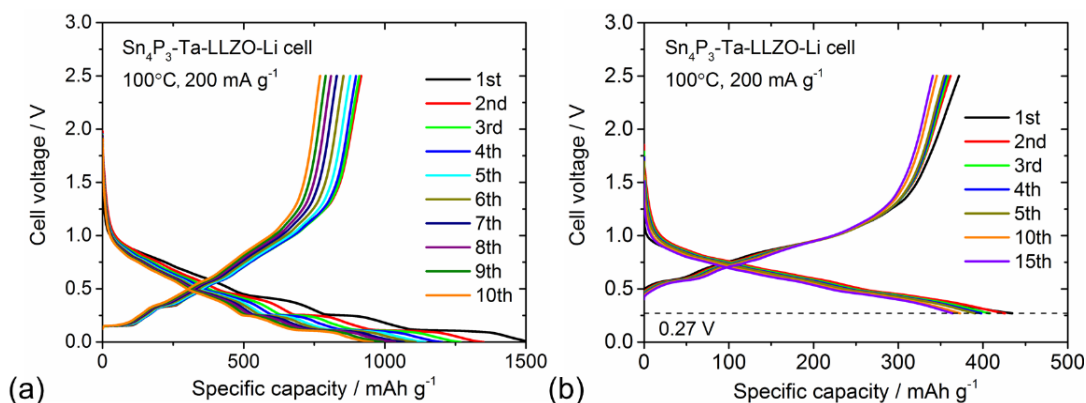 3.0
2.5
2.0
1.5
1.0
0.5
0.0
Cell voltage / V
Sn₄P₃-Ta-LLZO-Li cell
100°C, 200 mA g⁻¹
1st
2nd
3rd
4th
5th
6th
7th
8th
9th
10th
0 500 1000 1500
Specific capacity / mAh g⁻¹
(a)
3.0
2.5
2.0
1.5
1.0
0.5
0.0
Cell voltage / V
Sn₄P₃-Ta-LLZO-Li cell
100°C, 200 mA g⁻¹
1st
2nd
3rd
4th
5th
10th
15th
0.27 V
0 100 200 300 400 500
Specific capacity / mAh g⁻¹
(b)